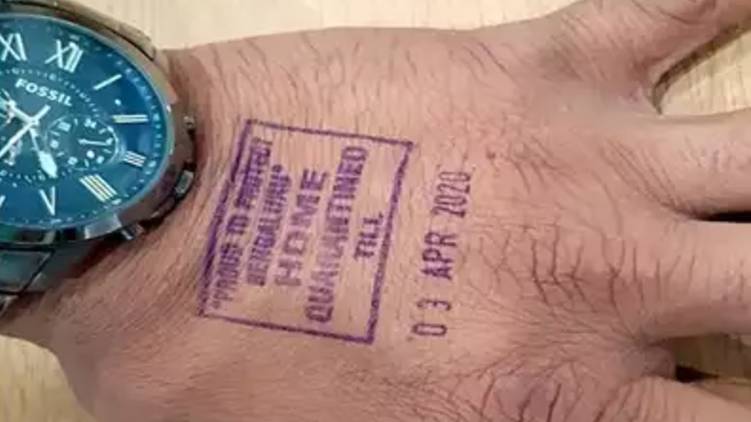 FOSSIL
"PROUD TO PROTECT
BENGALURU"
HOME
QUARANTINED
TILL
03 APR 2020